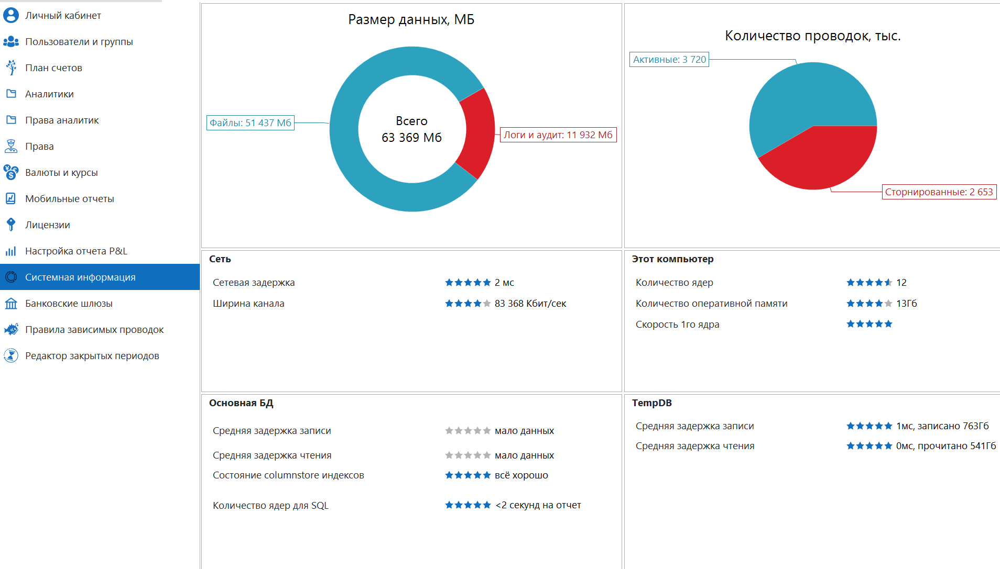 Личный кабинет
Пользователи и группы
План счетов
Аналитики
Права аналитик
Права
Валюты и курсы
Мобильные отчеты
Лицензии
Настройка отчета P&L
Системная информация
Банковские шлюзы
Правила зависимых проводок
Редактор закрытых периодов
Размер данных, МБ
Файлы: 51 437 Мб
Всего
63 369 Мб
Логи и аудит: 11 932 Мб
Количество проводок, тыс.
Активные: 3 720
Сторнированные: 2 653
Сеть
Сетевая задержка 2 мс
Ширина канала 83 368 Кбит/сек
Этот компьютер
Количество ядер 12
Количество оперативной памяти 13Гб
Скорость 1го ядра
Основная БД
Средняя задержка записи мало данных
Средняя задержка чтения мало данных
Состояние columnstore индексов всё хорошо
Количество ядер для SQL <2 секунд на отчет
TempDB
Средняя задержка записи 1мс, записано 763Гб
Средняя задержка чтения 0мс, прочитано 541Гб